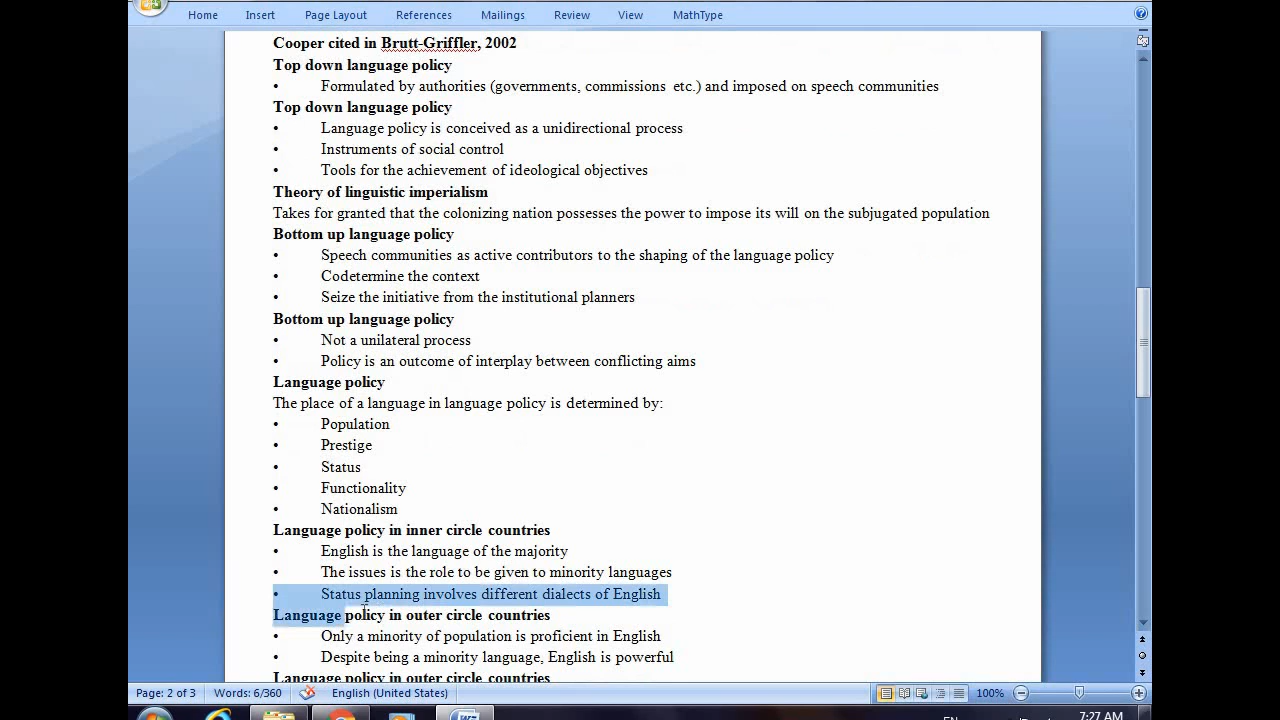 Home Insert Page Layout References Mailings Review View MathType
Cooper cited in Brutt-Griffler, 2002
Top down language policy
• Formulated by authorities (governments, commissions etc.) and imposed on speech communities
Top down language policy
• Language policy is conceived as a unidirectional process
• Instruments of social control
• Tools for the achievement of ideological objectives
Theory of linguistic imperialism
Takes for granted that the colonizing nation possesses the power to impose its will on the subjugated population
Bottom up language policy
• Speech communities as active contributors to the shaping of the language policy
• Codetermine the context
• Seize the initiative from the institutional planners
Bottom up language policy
• Not a unilateral process
• Policy is an outcome of interplay between conflicting aims
Language policy
The place of a language in language policy is determined by:
• Population
• Prestige
• Status
• Functionality
• Nationalism
Language policy in inner circle countries
• English is the language of the majority
• The issues is the role to be given to minority languages
• Status planning involves different dialects of English
Language policy in outer circle countries
• Only a minority of population is proficient in English
• Despite being a minority language, English is powerful
Language policy in outer circle countries
Page: 2 of 3 Words: 6/360 English (United States) 100%
7:27 AM